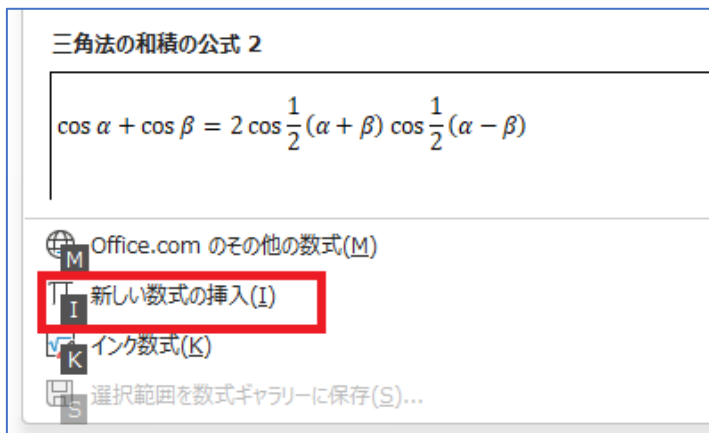 三角法の和積の公式 2
cos α + cos β = 2 cos 1/2 (α + β) cos 1/2 (α − β)
M Office.com のその他の数式(M)
I 新しい数式の挿入(I)
K インク数式(K)
S 選択範囲を数式ギャラリーに保存(S)...